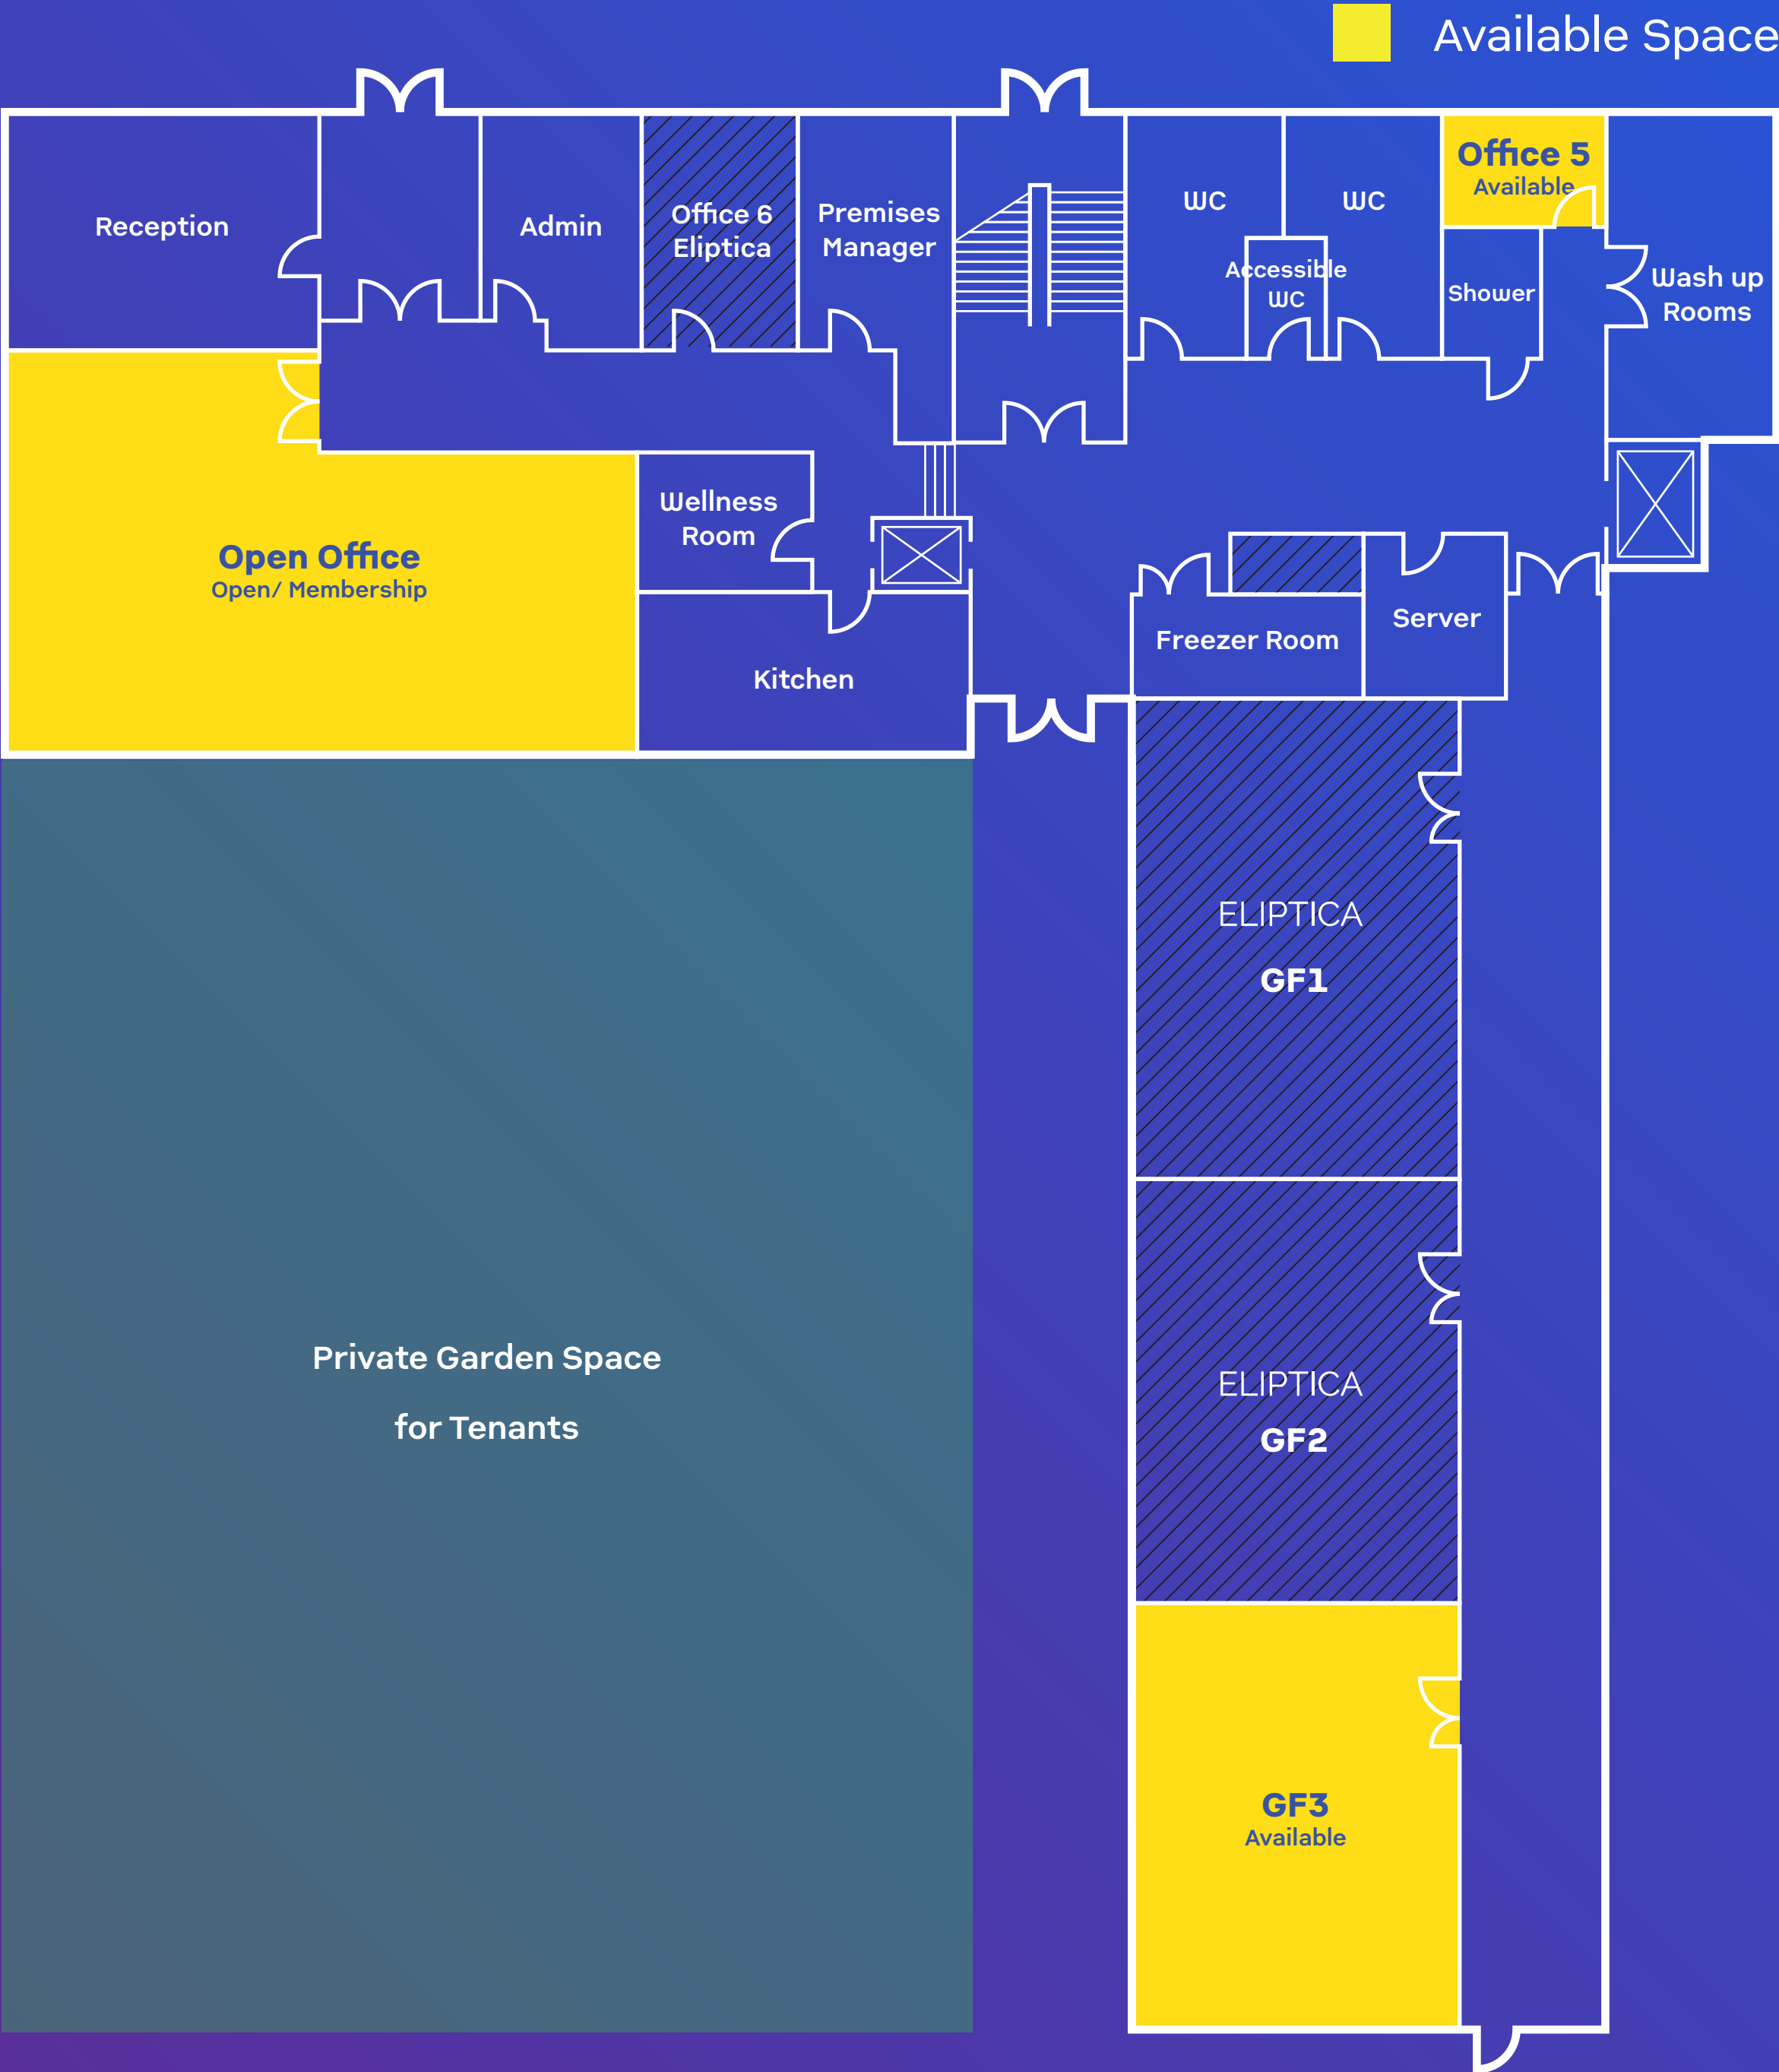 Available Space
Reception
Admin
Office 6
Eliptica
Premises
Manager
WC
WC
Accessible
WC
Office 5
Available
Shower
Wash up
Rooms
Open Office
Open/ Membership
Wellness
Room
Kitchen
Freezer Room
Server
ELIPTICA
GF1
ELIPTICA
GF2
Private Garden Space
for Tenants
GF3
Available